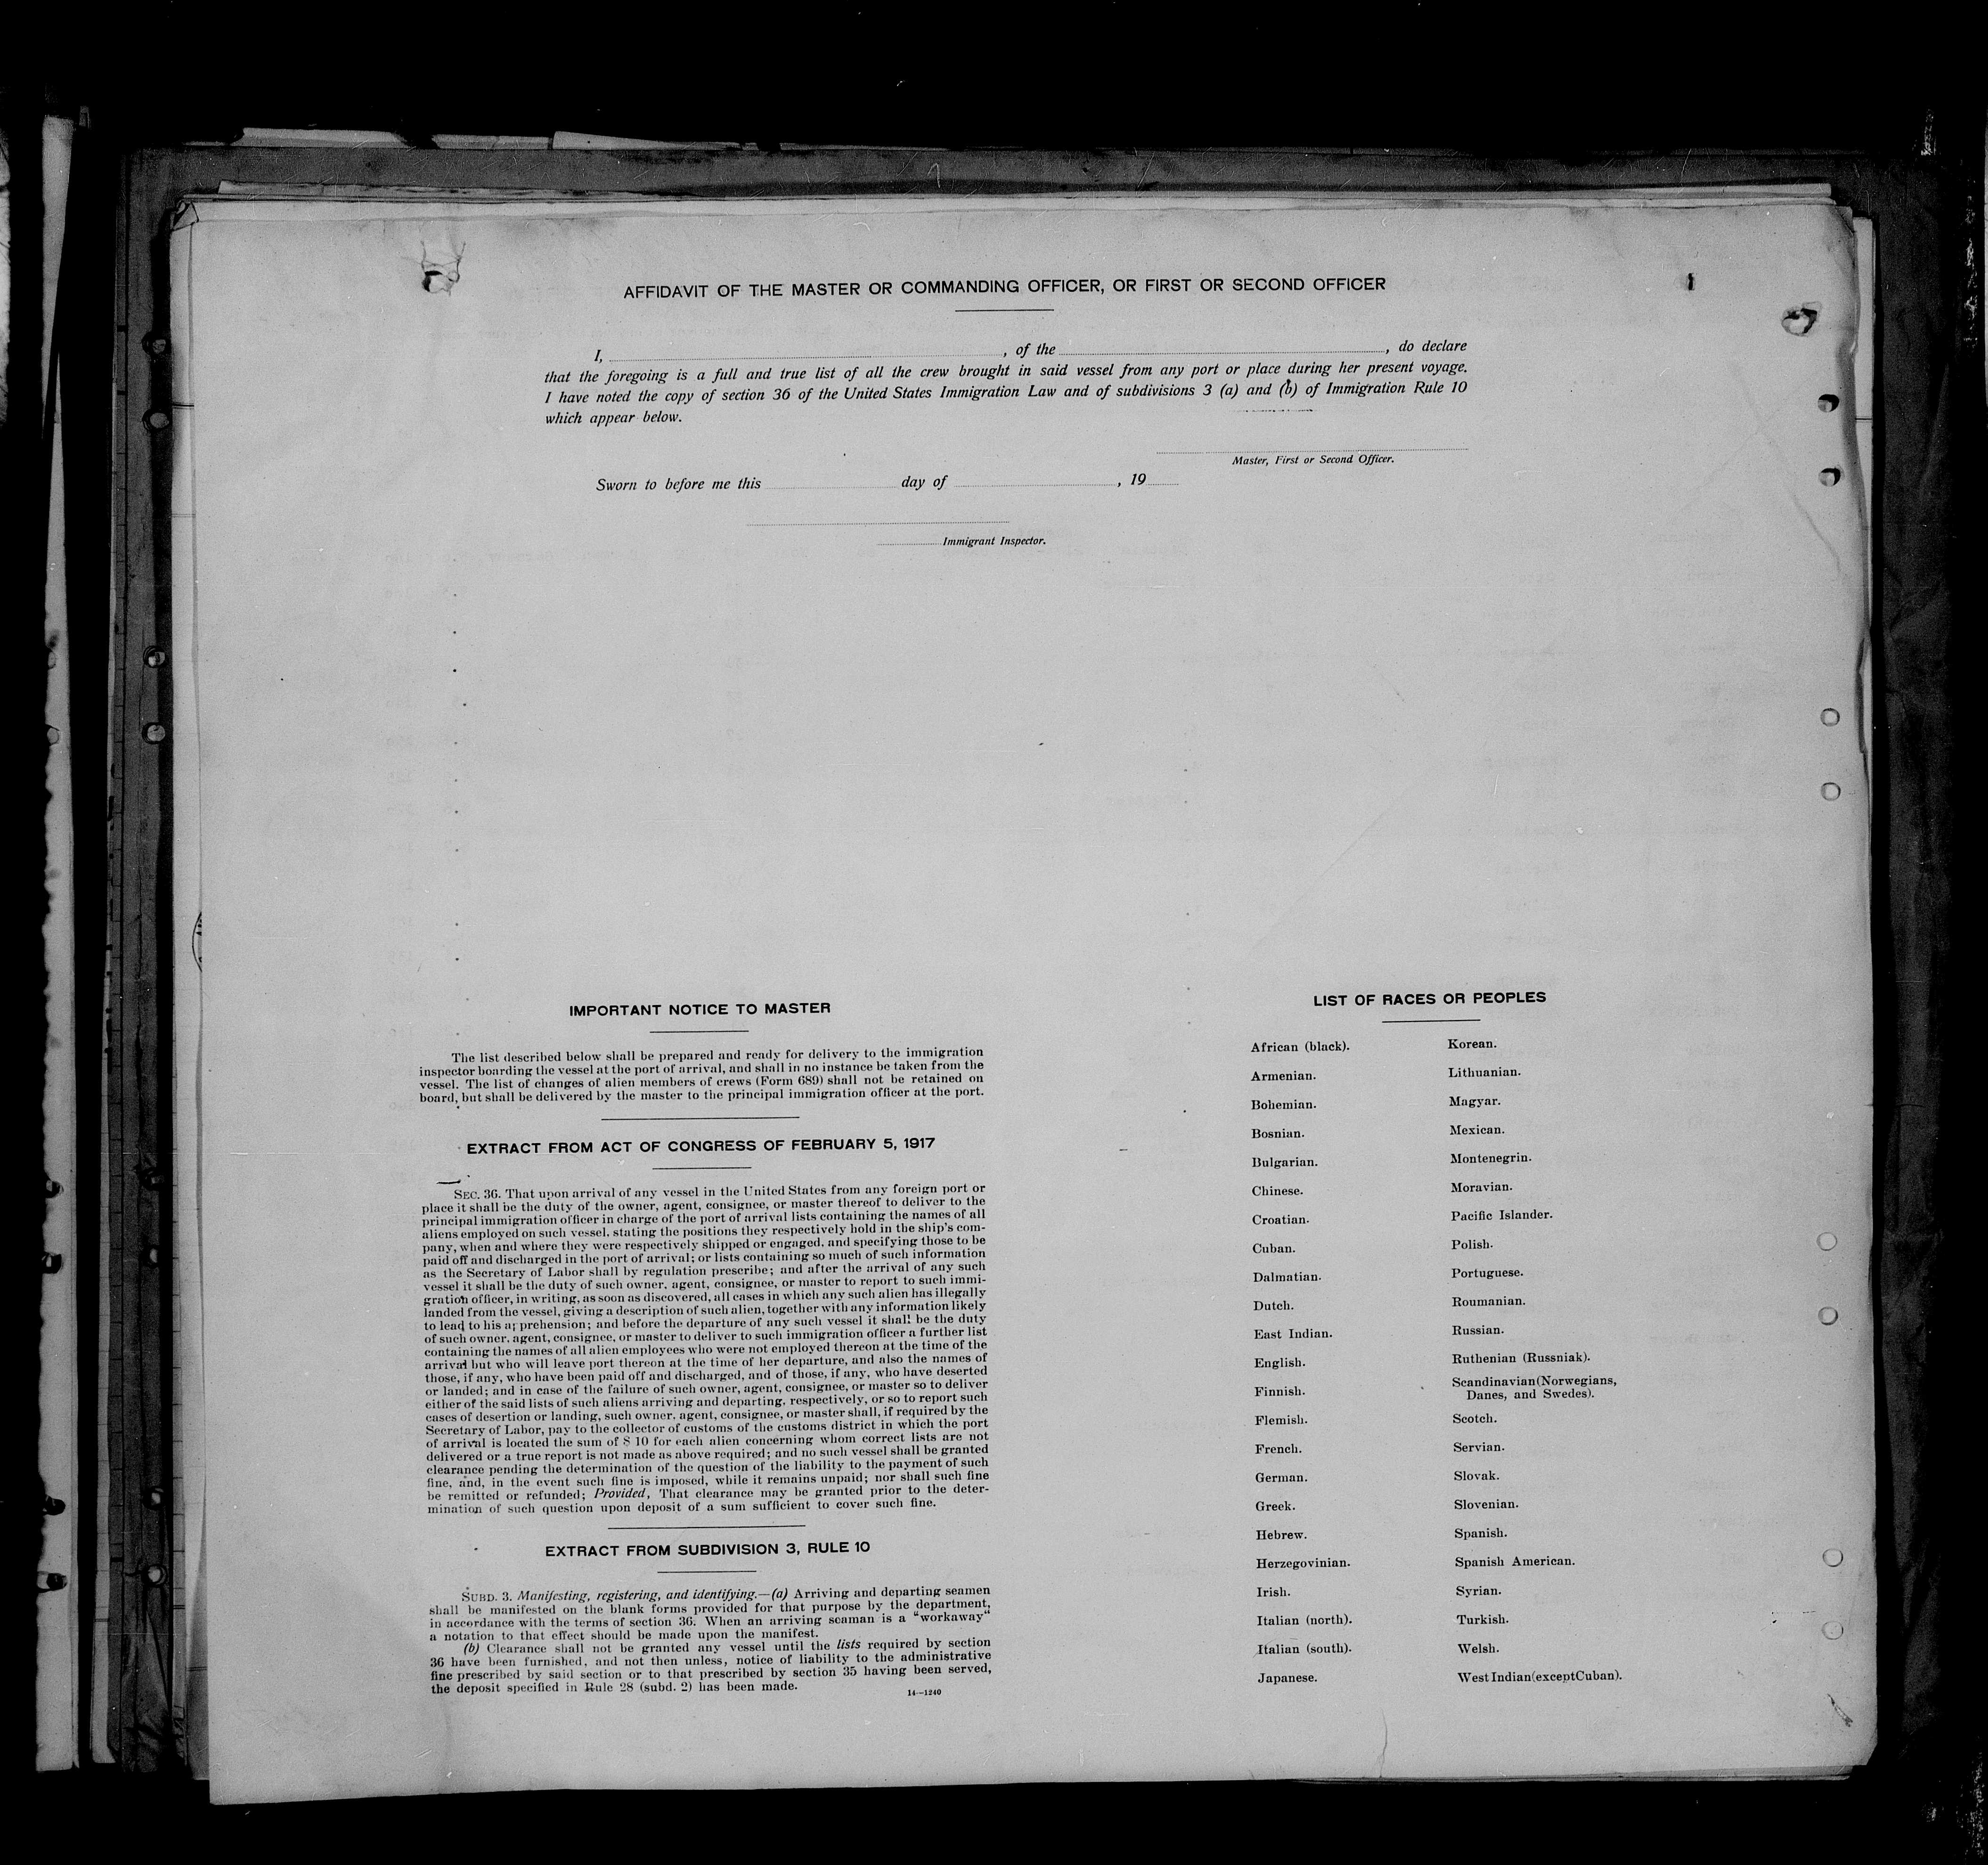 AFFIDAVIT OF THE MASTER OR COMMANDING OFFICER, OR FIRST OR SECOND OFFICER
I, , of the , do declare
that the foregoing is a full and true list of all the crew brought in said vessel from any port or place during her present voyage.
I have noted the copy of section 36 of the United States Immigration Law and of subdivisions 3 (a) and (b) of Immigration Rule 10
which appear below.
Master, First or Second Officer.
Sworn to before me this day of , 19
Immigrant Inspector.
IMPORTANT NOTICE TO MASTER
The list described below shall be prepared and ready for delivery to the immigration
inspector boarding the vessel at the port of arrival, and shall in no instance be taken from the
vessel. The list of changes of alien members of crews (Form 689) shall not be retained on
board, but shall be delivered by the master to the principal immigration officer at the port.
EXTRACT FROM ACT OF CONGRESS OF FEBRUARY 5, 1917
SEC. 36. That upon arrival of any vessel in the United States from any foreign port or
place it shall be the duty of the owner, agent, consignee, or master thereof to deliver to the
principal immigration officer in charge of the port of arrival lists containing the names of all
aliens employed on such vessel, stating the positions they respectively hold in the ship's com-
pany, when and where they were respectively shipped or engaged, and specifying those to be
paid off and discharged in the port of arrival; or lists containing so much of such information
as the Secretary of Labor shall by regulation prescribe; and after the arrival of any such
vessel it shall be the duty of such owner, agent, consignee, or master to report to such immi-
gration officer, in writing, as soon as discovered, all cases in which any such alien has illegally
landed from the vessel, giving a description of such alien, together with any information likely
to lead to his apprehension; and before the departure of any such vessel it shall be the duty
of such owner, agent, consignee, or master to deliver to such immigration officer a further list
containing the names of all alien employees who were not employed thereon at the time of the
arrival but who will leave port thereon at the time of her departure, and also the names of
those, if any, who have been paid off and discharged, and of those, if any, who have deserted
or landed; and in case of the failure of such owner, agent, consignee, or master so to deliver
either of the said lists of such aliens arriving and departing, respectively, or so to report such
cases of desertion or landing, such owner, agent, consignee, or master shall, if required by the
Secretary of Labor, pay to the collector of customs of the customs district in which the port
of arrival is located the sum of $ 10 for each alien concerning whom correct lists are not
delivered or a true report is not made as above required; and no such vessel shall be granted
clearance pending the determination of the question of the liability to the payment of such
fine, and, in the event such fine is imposed, while it remains unpaid; nor shall such fine
be remitted or refunded; Provided, That clearance may be granted prior to the deter-
mination of such question upon deposit of a sum sufficient to cover such fine.
EXTRACT FROM SUBDIVISION 3, RULE 10
SUBD. 3. Manifesting, registering, and identifying.—(a) Arriving and departing seamen
shall be manifested on the blank forms provided for that purpose by the department,
in accordance with the terms of section 36. When an arriving seaman is a "workaway"
a notation to that effect should be made upon the manifest.
(b) Clearance shall not be granted any vessel until the lists required by section
36 have been furnished, and not then unless, notice of liability to the administrative
fine prescribed by said section or to that prescribed by section 35 having been served,
the deposit specified in Rule 28 (subd. 2) has been made.
14—1240
LIST OF RACES OR PEOPLES
African (black).
Armenian.
Bohemian.
Bosnian.
Bulgarian.
Chinese.
Croatian.
Cuban.
Dalmatian.
Dutch.
East Indian.
English.
Finnish.
Flemish.
French.
German.
Greek.
Hebrew.
Herzegovinian.
Irish.
Italian (north).
Italian (south).
Japanese.
Korean.
Lithuanian.
Magyar.
Mexican.
Montenegrin.
Moravian.
Pacific Islander.
Polish.
Portuguese.
Roumanian.
Russian.
Ruthenian (Russniak).
Scandinavian(Norwegians,
Danes, and Swedes).
Scotch.
Servian.
Slovak.
Slovenian.
Spanish.
Spanish American.
Syrian.
Turkish.
Welsh.
West Indian(except Cuban).